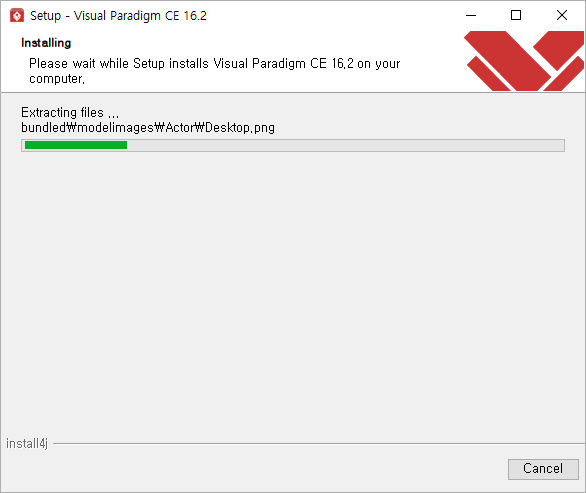 Setup - Visual Paradigm CE 16.2
Installing
Please wait while Setup installs Visual Paradigm CE 16.2 on your
computer.
Extracting files ...
bundled₩modelimages₩Actor₩Desktop.png
install4j
Cancel